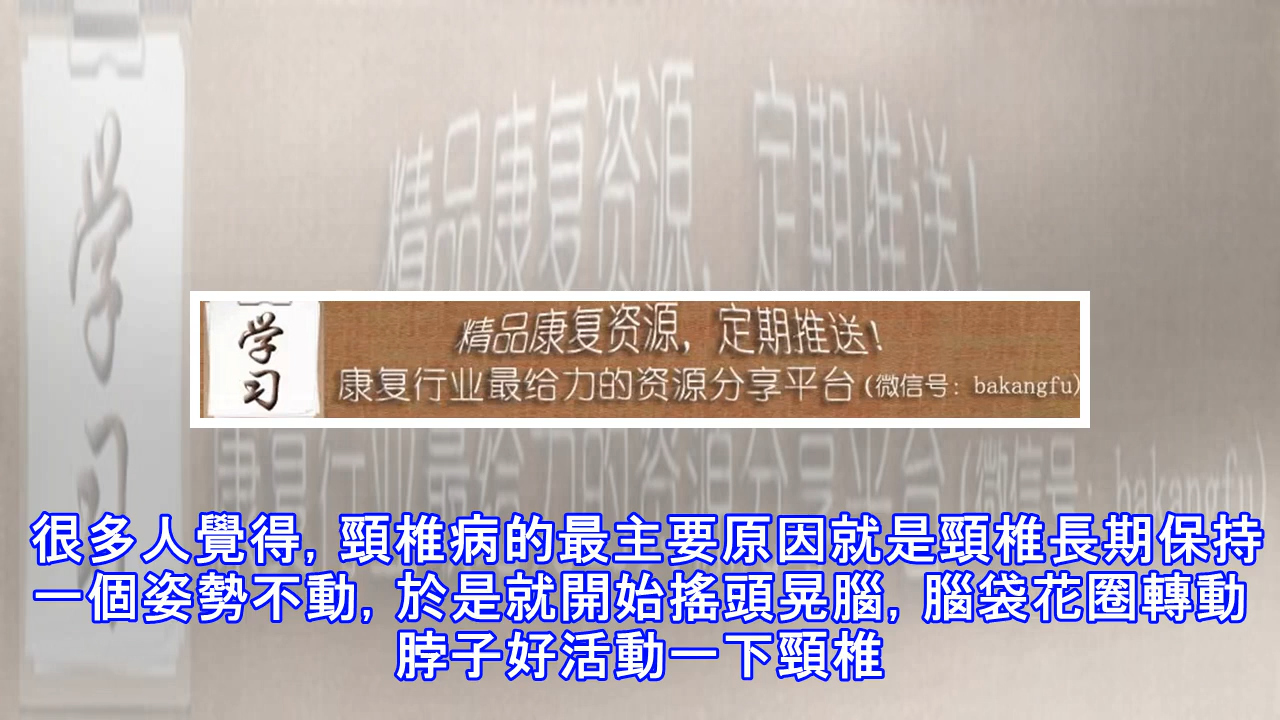 学习
精品康复资源，定期推送！
康复行业最给力的资源分享平台(微信号：bakangfu)
很多人覺得, 頸椎病的最主要原因就是頸椎長期保持
一個姿勢不動, 於是就開始搖頭晃腦, 腦袋花圈轉動
脖子好活動一下頸椎